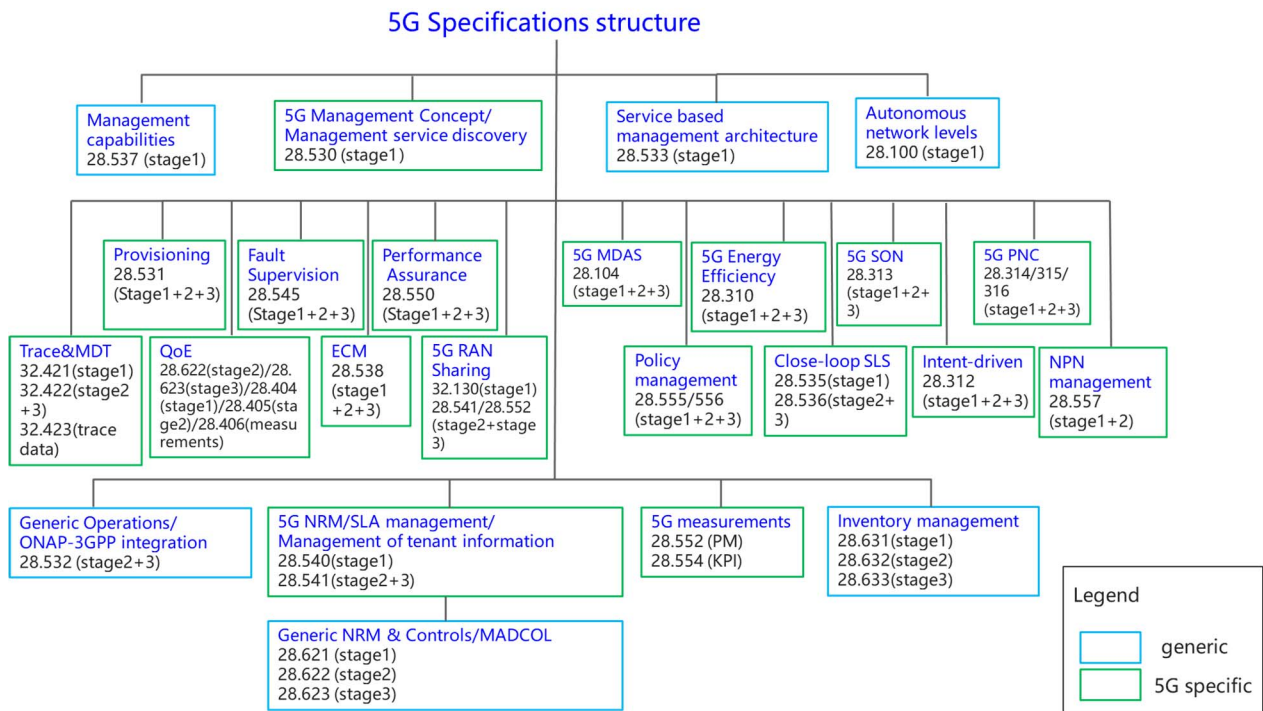 5G Specifications structure
Management
capabilities
28.537 (stage1)
5G Management Concept/
Management service discovery
28.530 (stage1)
Service based
management architecture
28.533 (stage1)
Autonomous
network levels
28.100 (stage1)
Provisioning
28.531
(Stage1+2+3)
Fault
Supervision
28.545
(Stage1+2+3)
Performance
Assurance
28.550
(Stage1+2+3)
5G MDAS
28.104
(stage1+2+3)
5G Energy
Efficiency
28.310
(stage1+2+3)
5G SON
28.313
(stage1+2+
3)
5G PNC
28.314/315/
316
(stage1+2+3)
Trace&MDT
32.421(stage1)
32.422(stage2
+3)
32.423(trace
data)
QoE
28.622(stage2)/28.
623(stage3)/28.404
(stage1)/28.405(sta
ge2)/28.406(measu
rements)
ECM
28.538
(stage1
+2+3)
5G RAN
Sharing
32.130(stage1)
28.541/28.552
(stage2+stage
3)
Policy
management
28.555/556
(stage1+2+3)
Close-loop SLS
28.535(stage1)
28.536(stage2+
3)
Intent-driven
28.312
(stage1+2+3)
NPN
management
28.557
(stage1+2)
Generic Operations/
ONAP-3GPP integration
28.532 (stage2+3)
5G NRM/SLA management/
Management of tenant information
28.540(stage1)
28.541(stage2+3)
5G measurements
28.552 (PM)
28.554 (KPI)
Inventory management
28.631(stage1)
28.632(stage2)
28.633(stage3)
Generic NRM & Controls/MADCOL
28.621 (stage1)
28.622 (stage2)
28.623 (stage3)
Legend
generic
5G specific